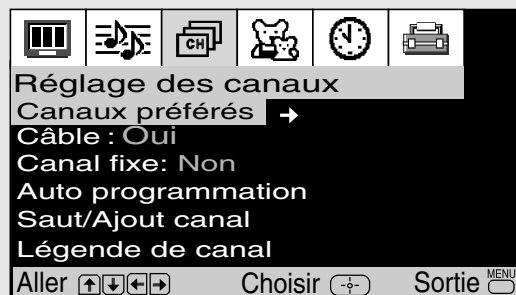 CH
Réglage des canaux
Canaux préférés →
Câble : Oui
Canal fixe: Non
Auto programmation
Saut/Ajout canal
Légende de canal
Aller ↑↓←→ Choisir Sortie MENU